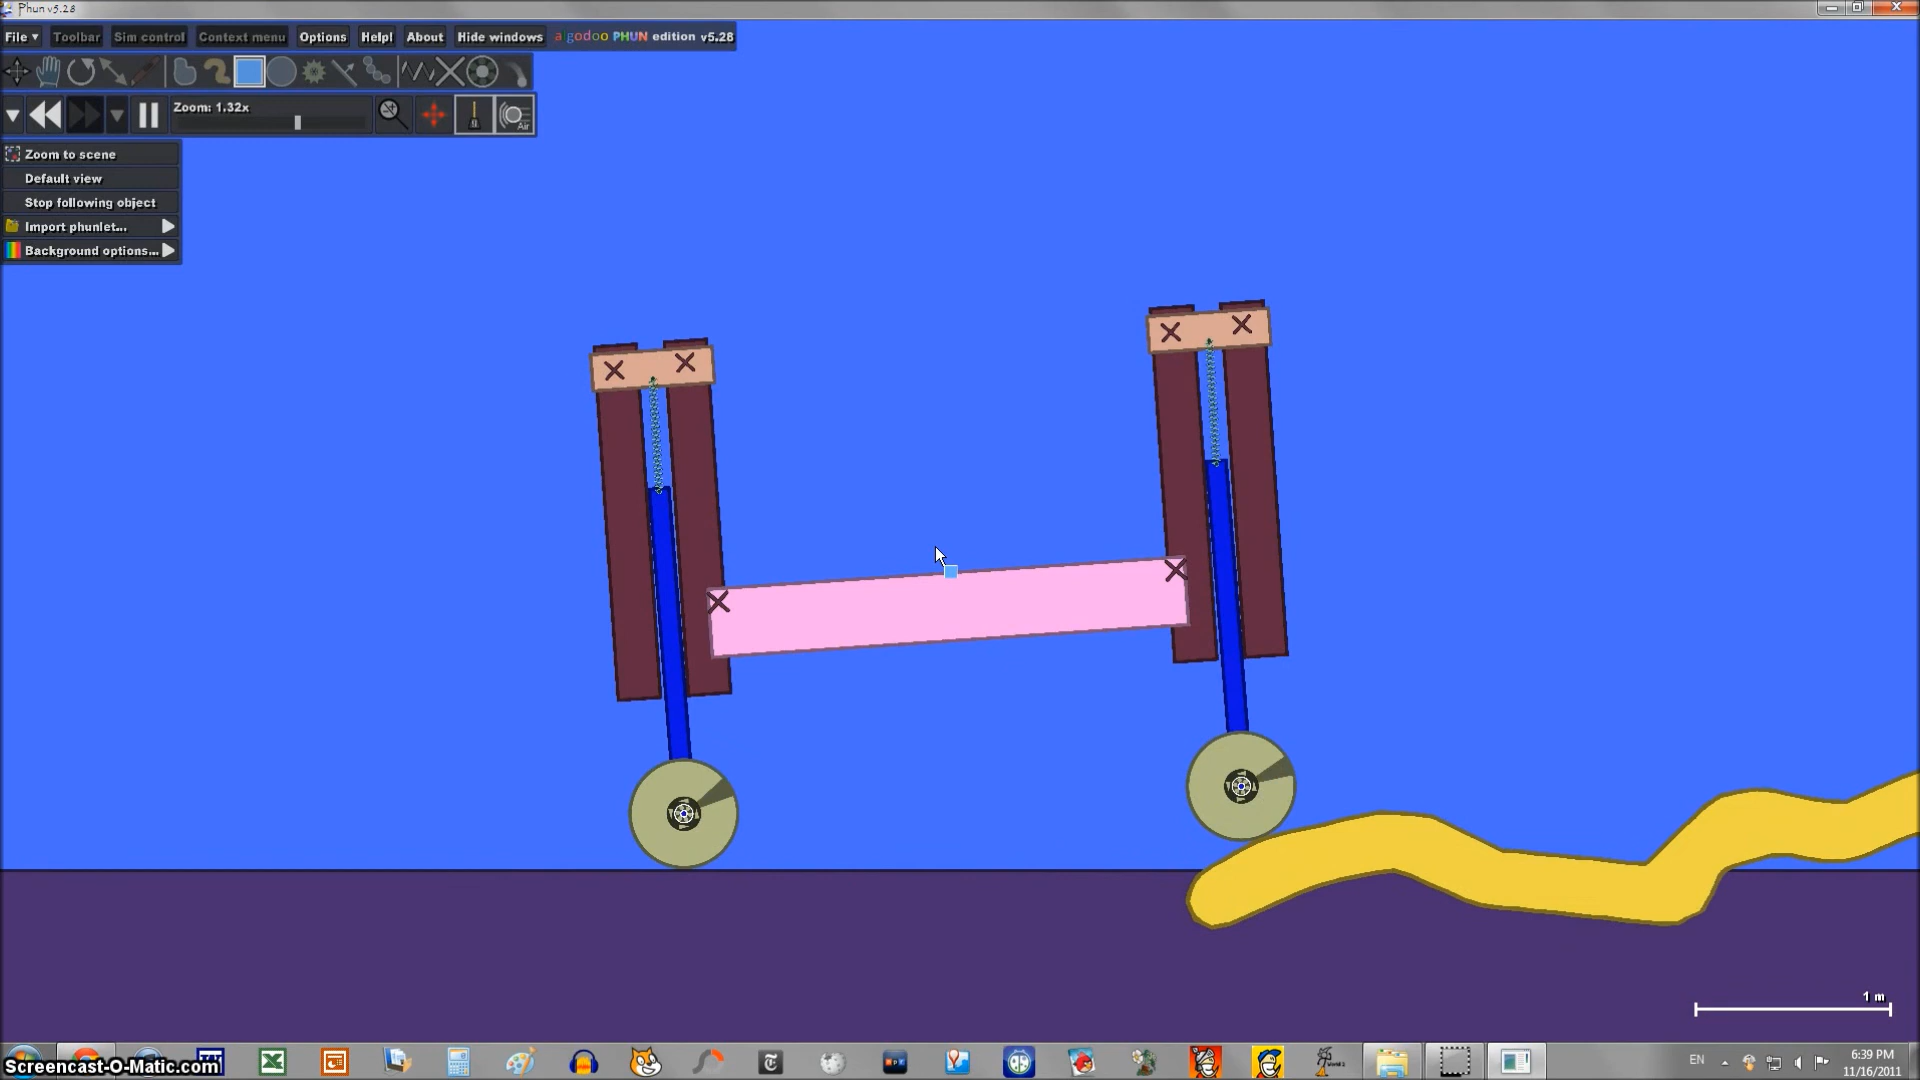 Phun v5.28
File Toolbar Sim control Context menu Options Help! About Hide windows algodoo PHUN edition v5.28
Zoom: 1.32x
Air
Zoom to scene
Default view
Stop following object
Import phunlet...
Background options...
1 m
EN
6:39 PM
11/16/2011
Screencast-O-Matic.com